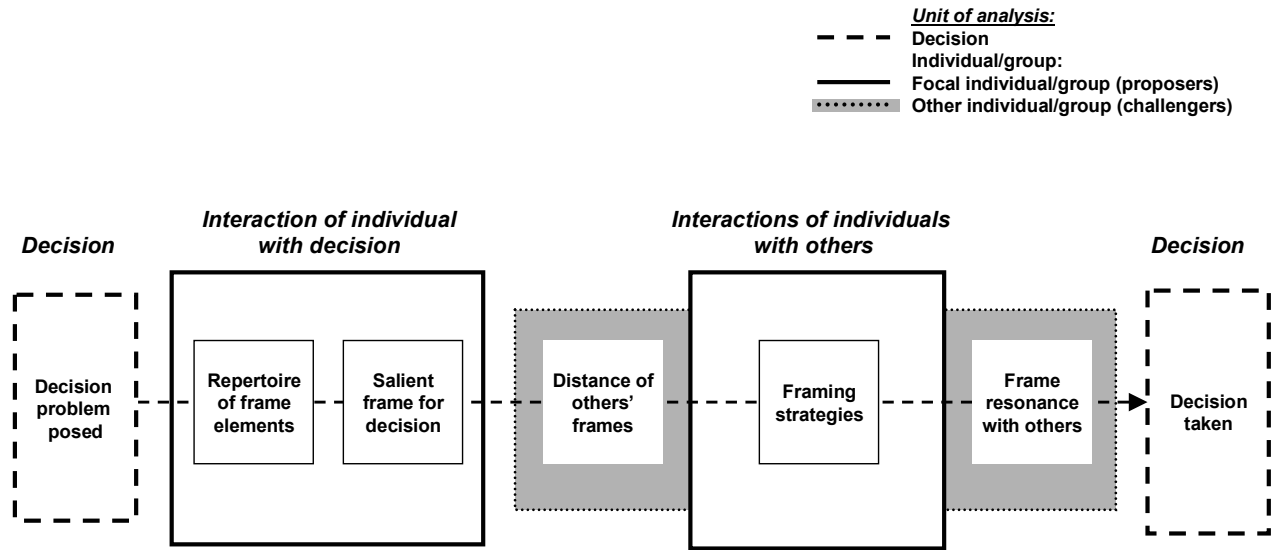 Unit of analysis:
Decision
Individual/group:
Focal individual/group (proposers)
Other individual/group (challengers)
Decision
Interaction of individual
with decision
Interactions of individuals
with others
Decision
Decision
problem
posed
Repertoire
of frame
elements
Salient
frame for
decision
Distance of
others’
frames
Framing
strategies
Frame
resonance
with others
Decision
taken